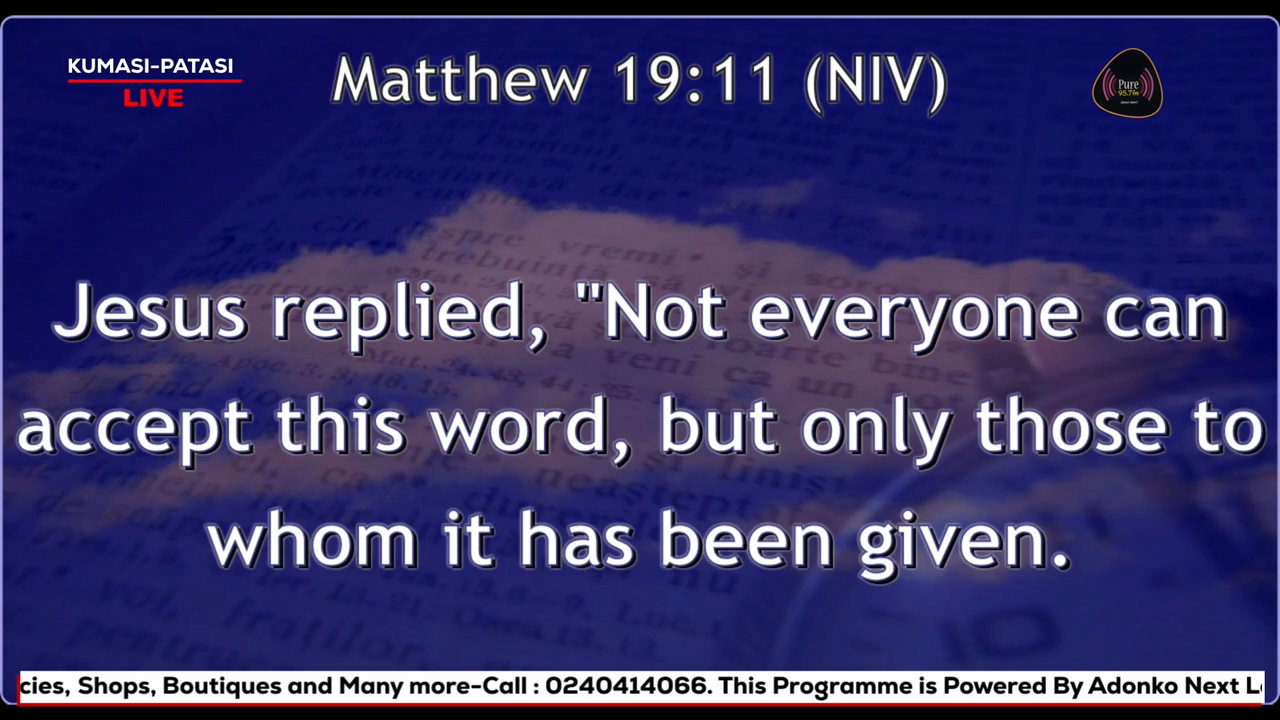 KUMASI-PATASI
LIVE
Matthew 19:11 (NIV)
Pure
95.7fm
Jesus replied, "Not everyone can
accept this word, but only those to
whom it has been given.
cies, Shops, Boutiques and Many more-Call : 0240414066. This Programme is Powered By Adonko Next